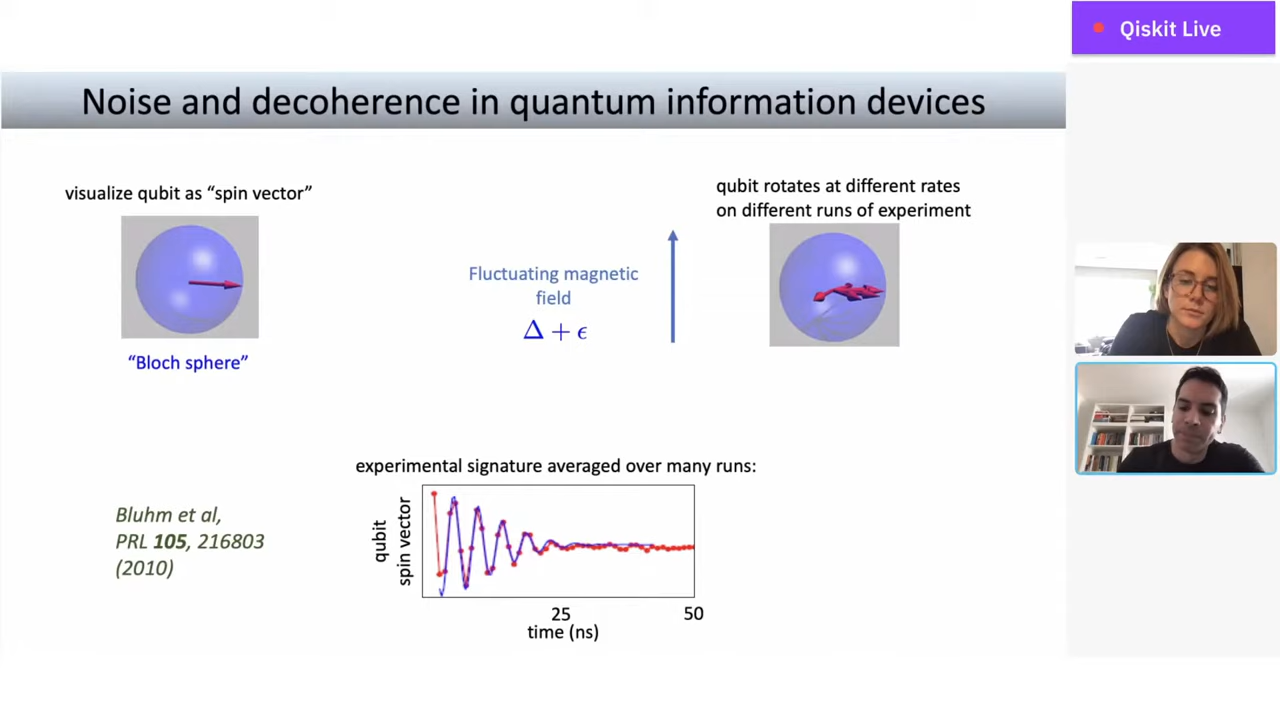 Qiskit Live
Noise and decoherence in quantum information devices
visualize qubit as “spin vector”
“Bloch sphere”
Fluctuating magnetic
field
Δ + ϵ
qubit rotates at different rates
on different runs of experiment
experimental signature averaged over many runs:
qubit
spin vector
25
50
time (ns)
Bluhm et al,
PRL 105, 216803
(2010)